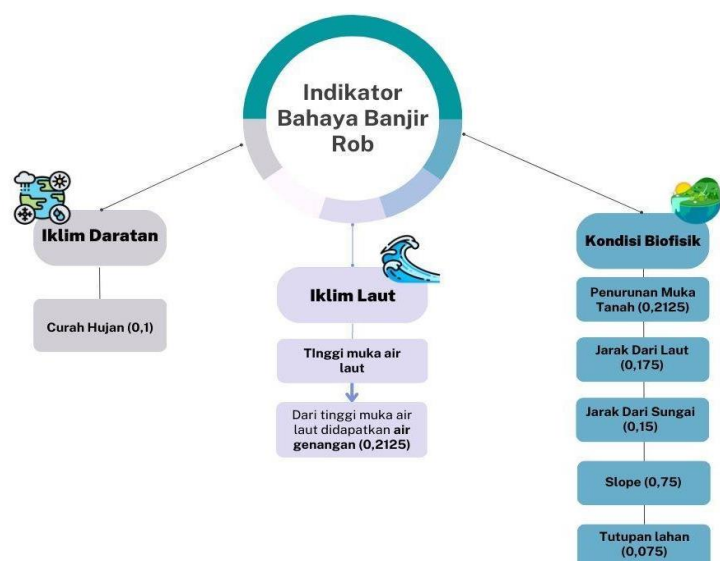 Indikator
Bahaya Banjir
Rob
Iklim Daratan
Curah Hujan (0,1)
Iklim Laut
TInggi muka air
laut
Dari tinggi muka air
laut didapatkan air
genangan (0,2125)
Kondisi Biofisik
Penurunan Muka
Tanah (0,2125)
Jarak Dari Laut
(0,175)
Jarak Dari Sungai
(0,15)
Slope (0,75)
Tutupan lahan
(0,075)